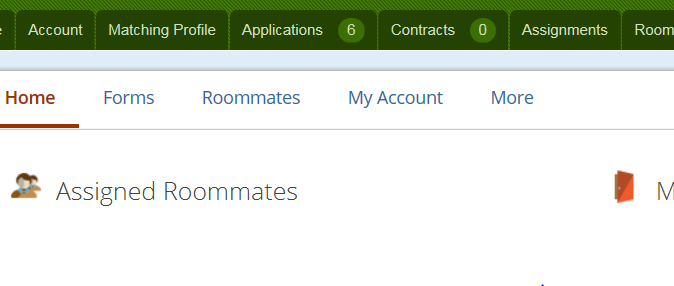 Account Matching Profile Applications 6 Contracts 0 Assignments
Home Forms Roommates My Account More
Assigned Roommates